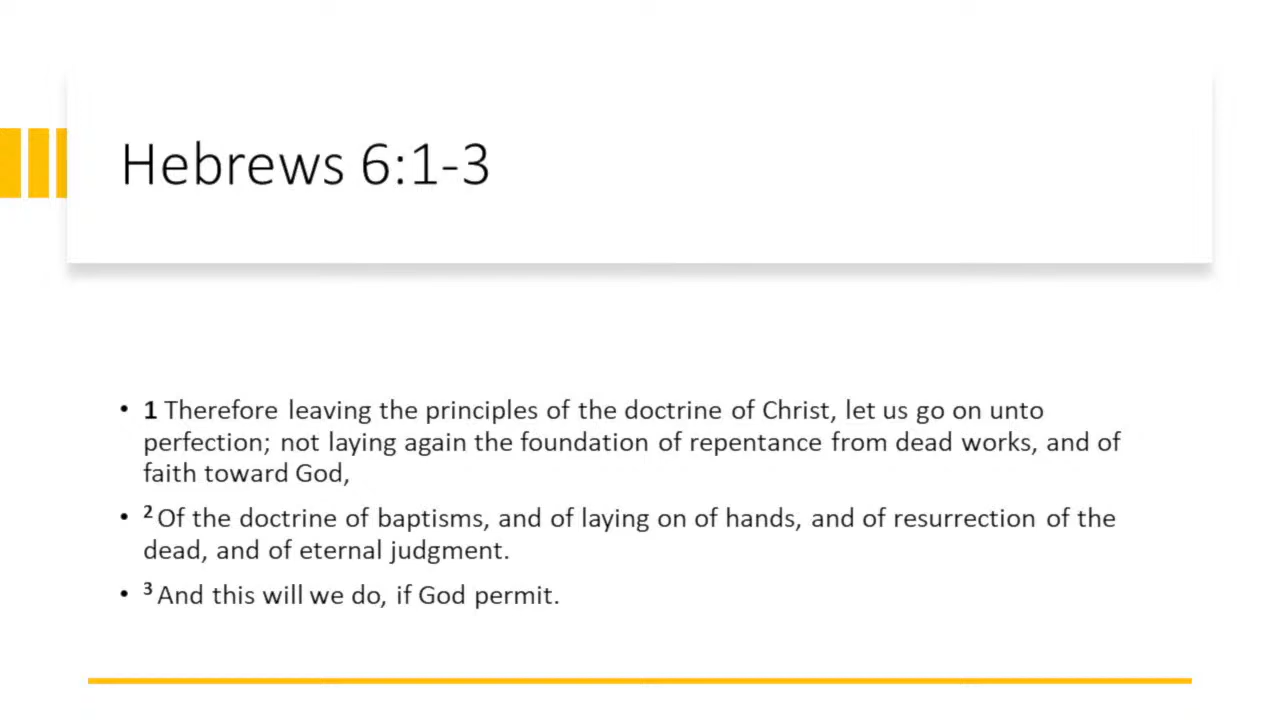 Hebrews 6:1-3
• 1 Therefore leaving the principles of the doctrine of Christ, let us go on unto
perfection; not laying again the foundation of repentance from dead works, and of
faith toward God,
• 2 Of the doctrine of baptisms, and of laying on of hands, and of resurrection of the
dead, and of eternal judgment.
• 3 And this will we do, if God permit.